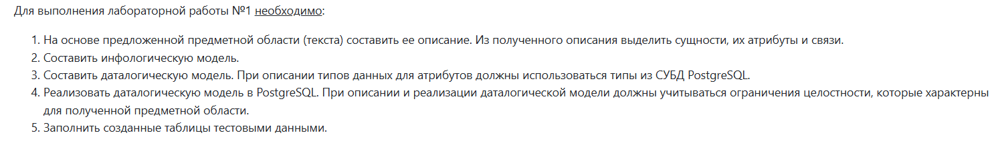 Для выполнения лабораторной работы №1 необходимо:
1. На основе предложенной предметной области (текста) составить ее описание. Из полученного описания выделить сущности, их атрибуты и связи.
2. Составить инфологическую модель.
3. Составить даталогическую модель. При описании типов данных для атрибутов должны использоваться типы из СУБД PostgreSQL.
4. Реализовать даталогическую модель в PostgreSQL. При описании и реализации даталогической модели должны учитываться ограничения целостности, которые характерны
для полученной предметной области.
5. Заполнить созданные таблицы тестовыми данными.